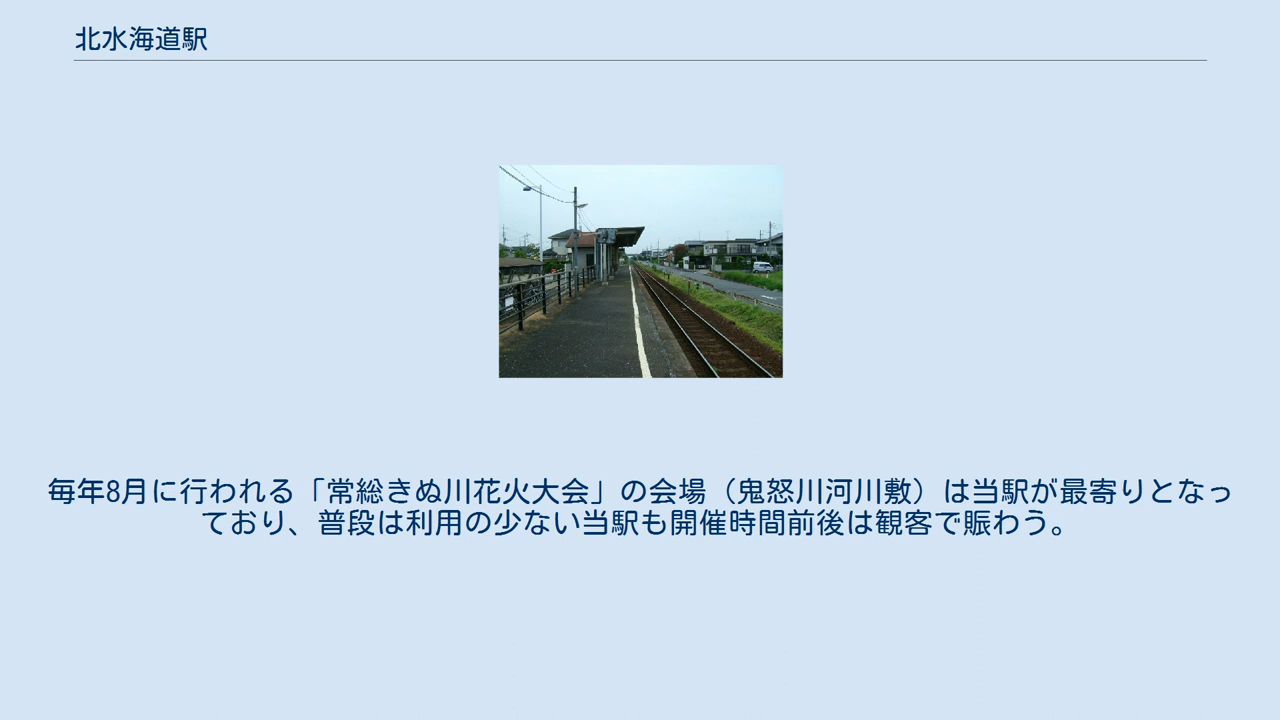 北水海道駅
毎年8月に行われる「常総きぬ川花火大会」の会場（鬼怒川河川敷）は当駅が最寄りとなっ
ており、普段は利用の少ない当駅も開催時間前後は観客で賑わう。